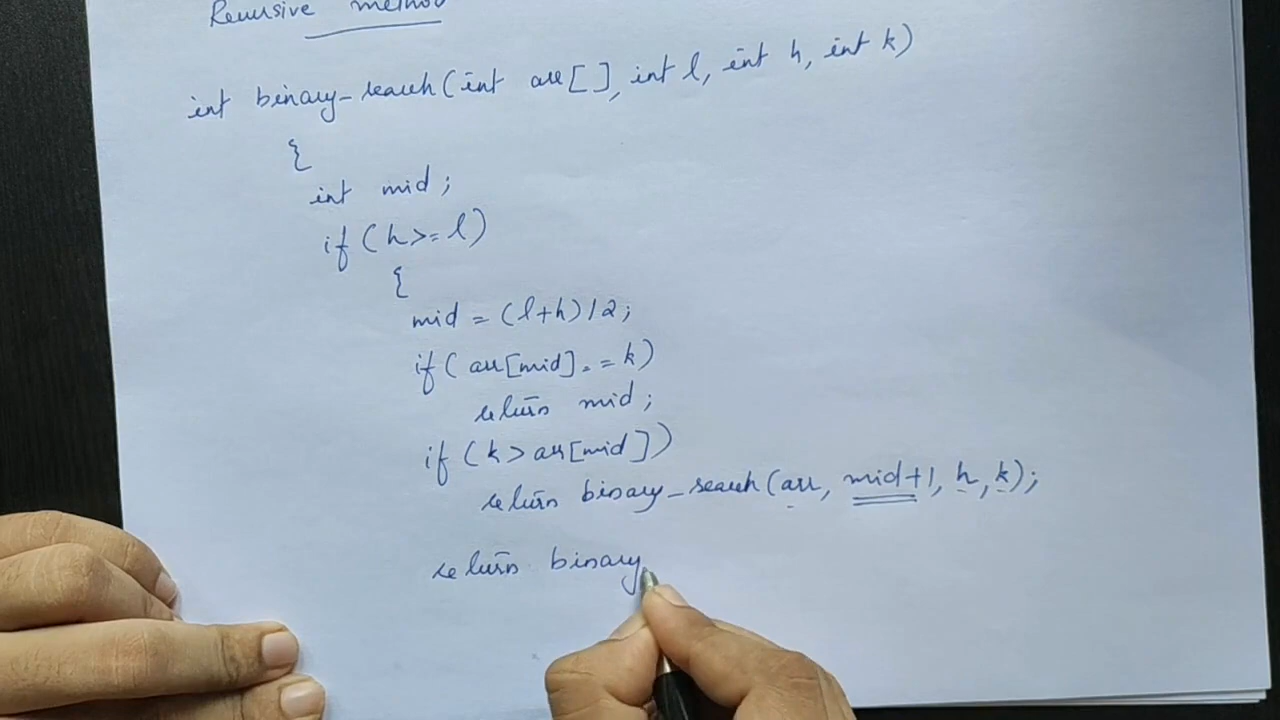 Recursive method
int binary_search(int arr[], int l, int h, int k)
{
int mid;
if (h>=l)
{
mid = (l+h)/2;
if( arr[mid]==k)
return mid;
if (k>arr[mid])
return binary_search(arr, mid+1, h, k);
return binary